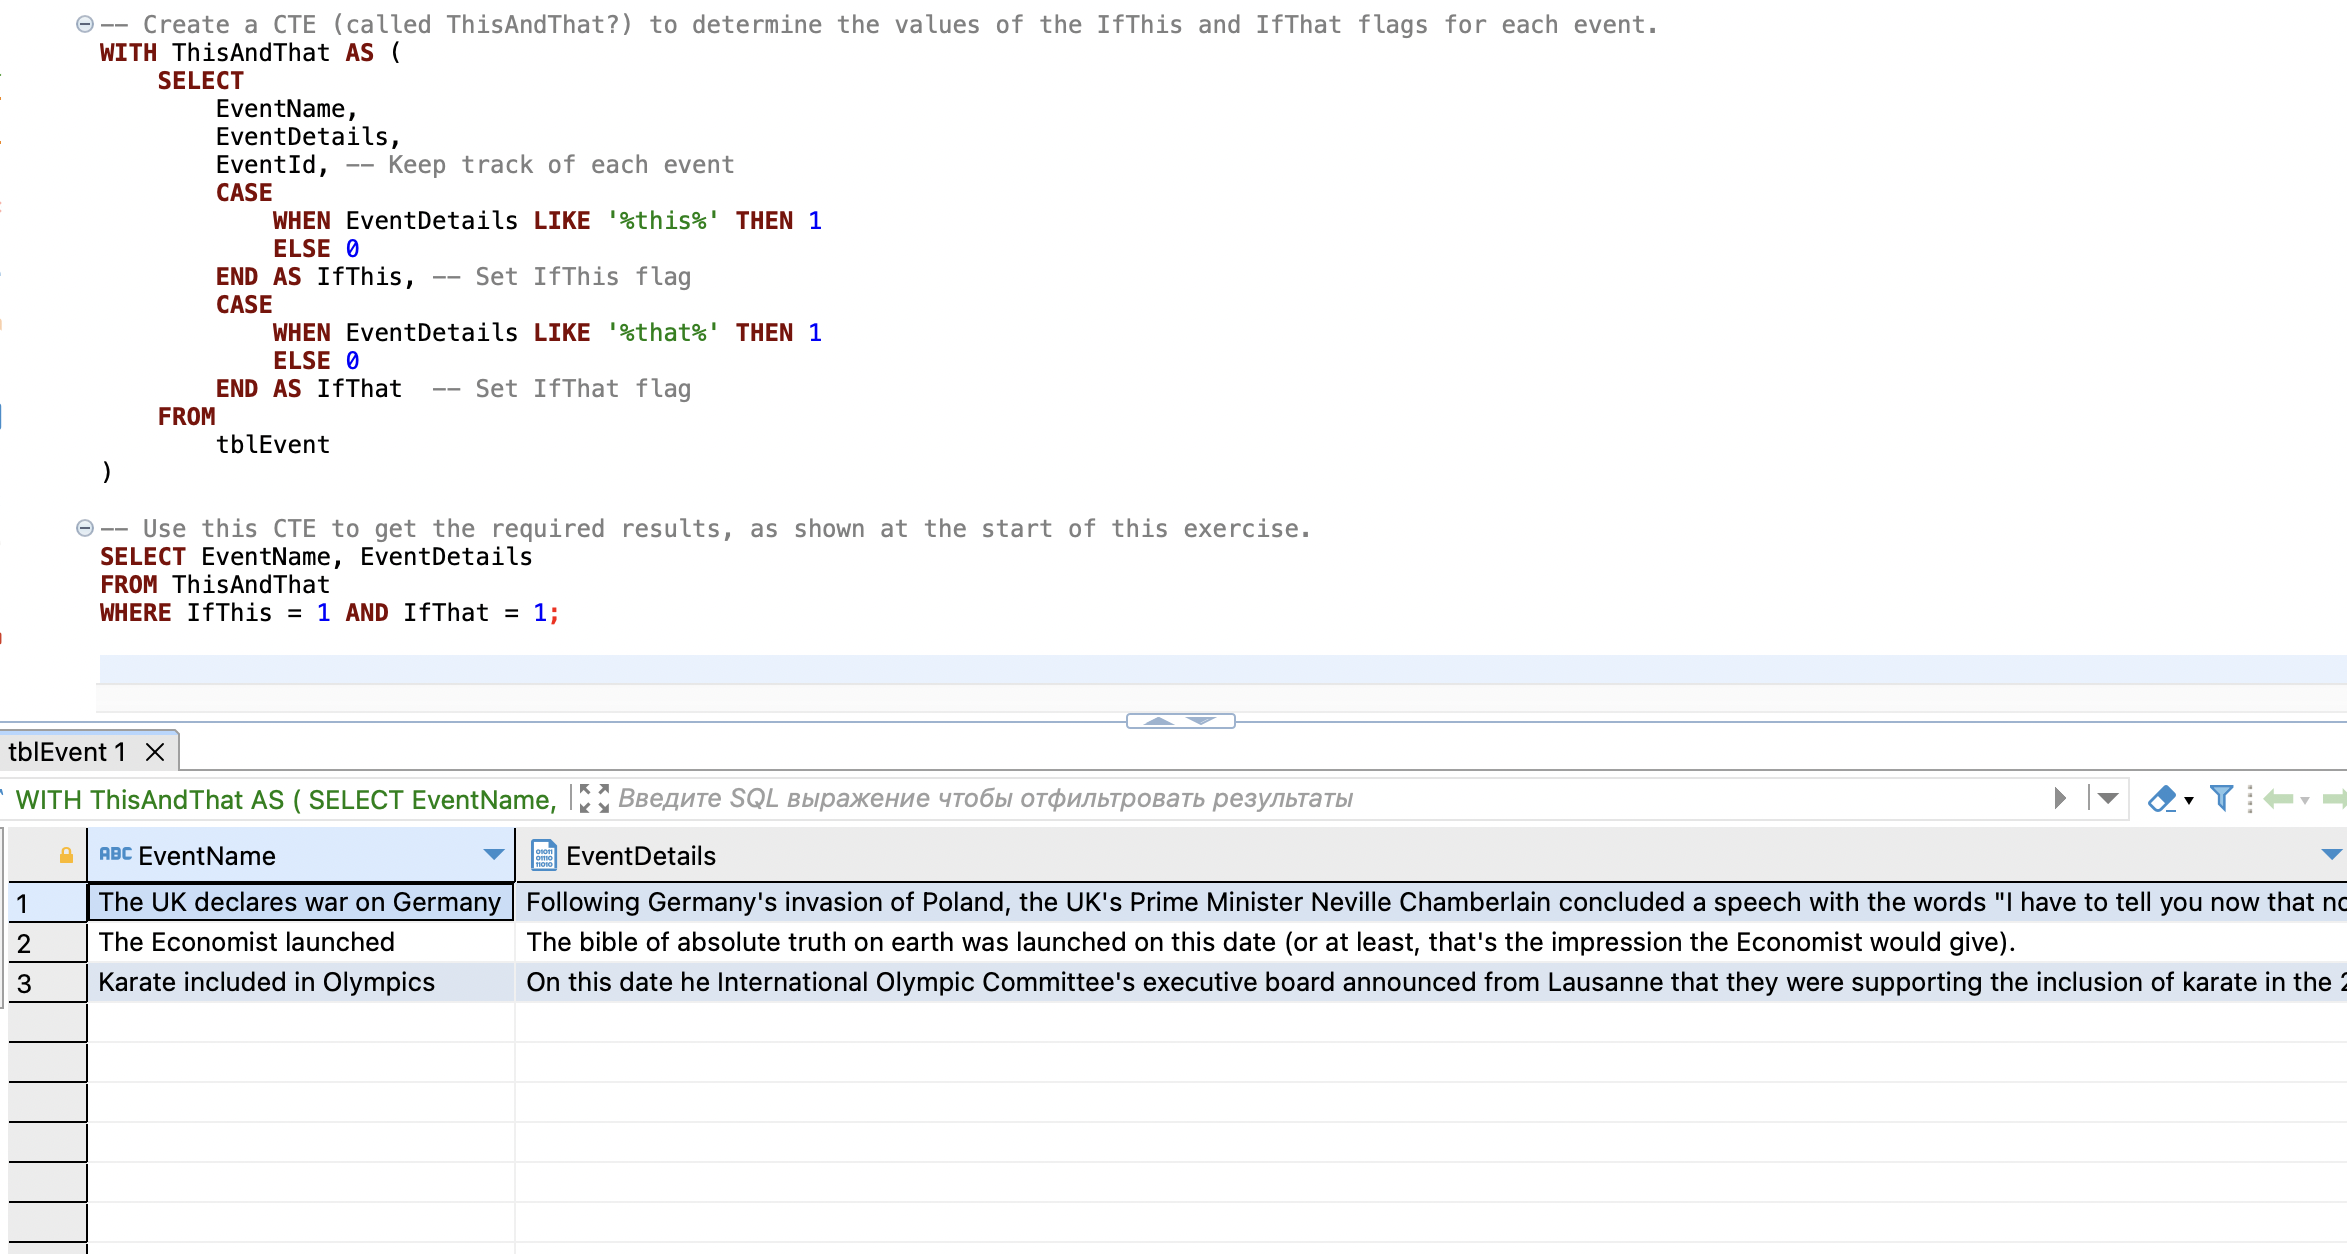 -- Create a CTE (called ThisAndThat?) to determine the values of the IfThis and IfThat flags for each event.
WITH ThisAndThat AS (
SELECT
EventName,
EventDetails,
EventId, -- Keep track of each event
CASE
WHEN EventDetails LIKE '%this%' THEN 1
ELSE 0
END AS IfThis, -- Set IfThis flag
CASE
WHEN EventDetails LIKE '%that%' THEN 1
ELSE 0
END AS IfThat  -- Set IfThat flag
FROM
tblEvent
)
-- Use this CTE to get the required results, as shown at the start of this exercise.
SELECT EventName, EventDetails
FROM ThisAndThat
WHERE IfThis = 1 AND IfThat = 1;
tblEvent 1
WITH ThisAndThat AS ( SELECT EventName, Введите SQL выражение чтобы отфильтровать результаты
ABC EventName EventDetails
1 The UK declares war on Germany Following Germany's invasion of Poland, the UK's Prime Minister Neville Chamberlain concluded a speech with the words "I have to tell you now that
2 The Economist launched The bible of absolute truth on earth was launched on this date (or at least, that's the impression the Economist would give).
3 Karate included in Olympics On this date he International Olympic Committee's executive board announced from Lausanne that they were supporting the inclusion of karate in the